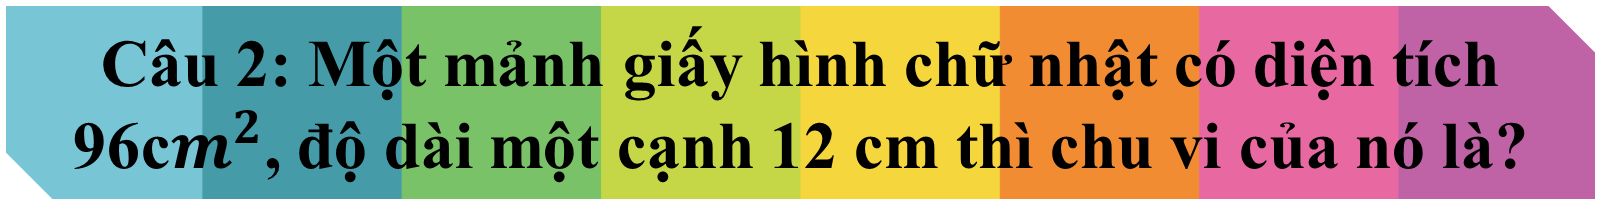 Câu 2: Một mảnh giấy hình chữ nhật có diện tích
96cm², độ dài một cạnh 12 cm thì chu vi của nó là?